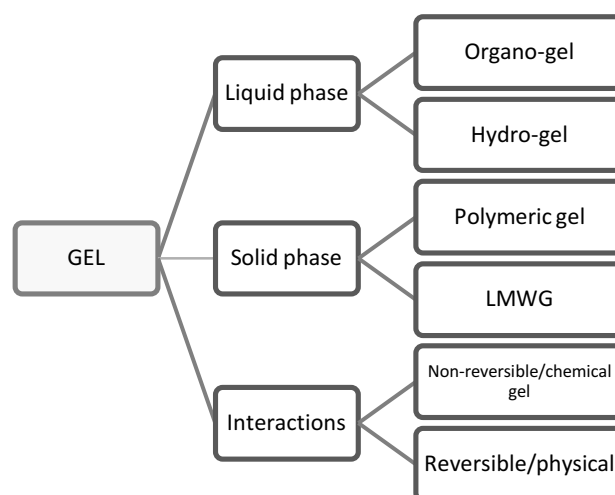 Organo-gel
Liquid phase
Hydro-gel
Polymeric gel
GEL
Solid phase
LMWG
Non-reversible/chemical
gel
Interactions
Reversible/physical